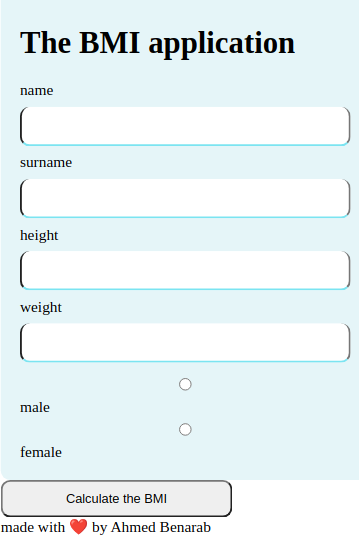 The BMI application
name
surname
height
weight
male
female
Calculate the BMI
made with ❤️ by Ahmed Benarab